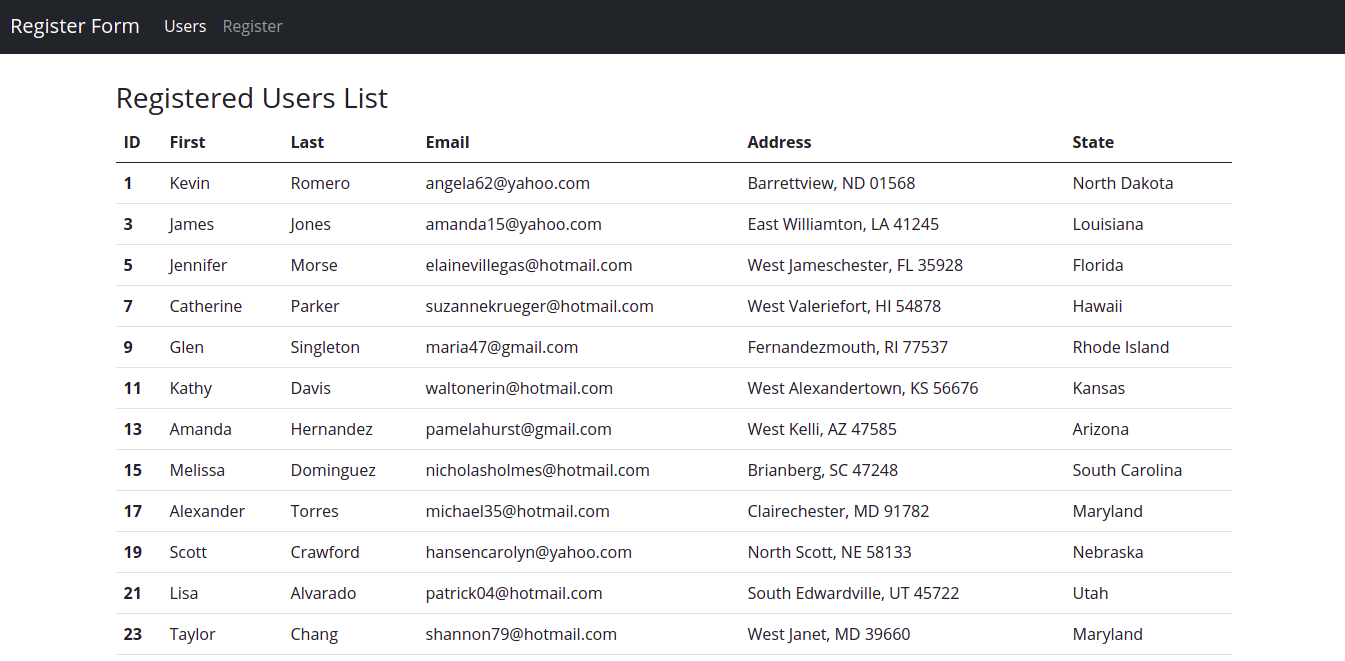 Register Form Users Register
Registered Users List
ID First Last Email Address State
1 Kevin Romero angela62@yahoo.com Barrettview, ND 01568 North Dakota
3 James Jones amanda15@yahoo.com East Williamton, LA 41245 Louisiana
5 Jennifer Morse elainevillegas@hotmail.com West Jameschester, FL 35928 Florida
7 Catherine Parker suzannekrueger@hotmail.com West Valeriefort, HI 54878 Hawaii
9 Glen Singleton maria47@gmail.com Fernandezmouth, RI 77537 Rhode Island
11 Kathy Davis waltonerin@hotmail.com West Alexandertown, KS 56676 Kansas
13 Amanda Hernandez pamelahurst@gmail.com West Kelli, AZ 47585 Arizona
15 Melissa Dominguez nicholasholmes@hotmail.com Brianberg, SC 47248 South Carolina
17 Alexander Torres michael35@hotmail.com Clairechester, MD 91782 Maryland
19 Scott Crawford hansencarolyn@yahoo.com North Scott, NE 58133 Nebraska
21 Lisa Alvarado patrick04@hotmail.com South Edwardville, UT 45722 Utah
23 Taylor Chang shannon79@hotmail.com West Janet, MD 39660 Maryland